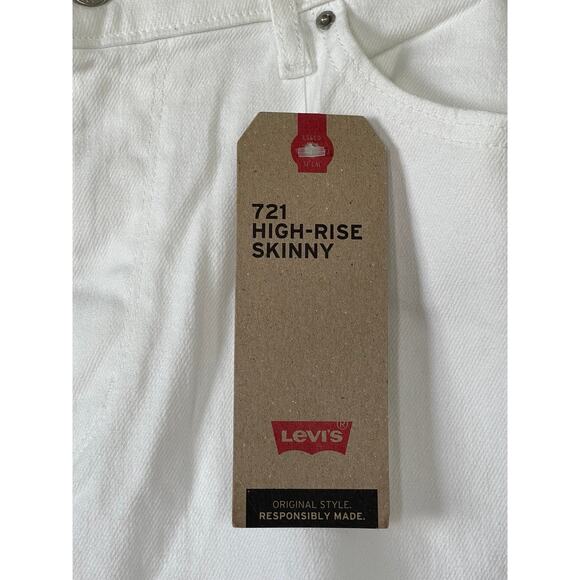 721
HIGH-RISE
SKINNY
LEVI'S®
ORIGINAL STYLE.
RESPONSIBLY MADE.